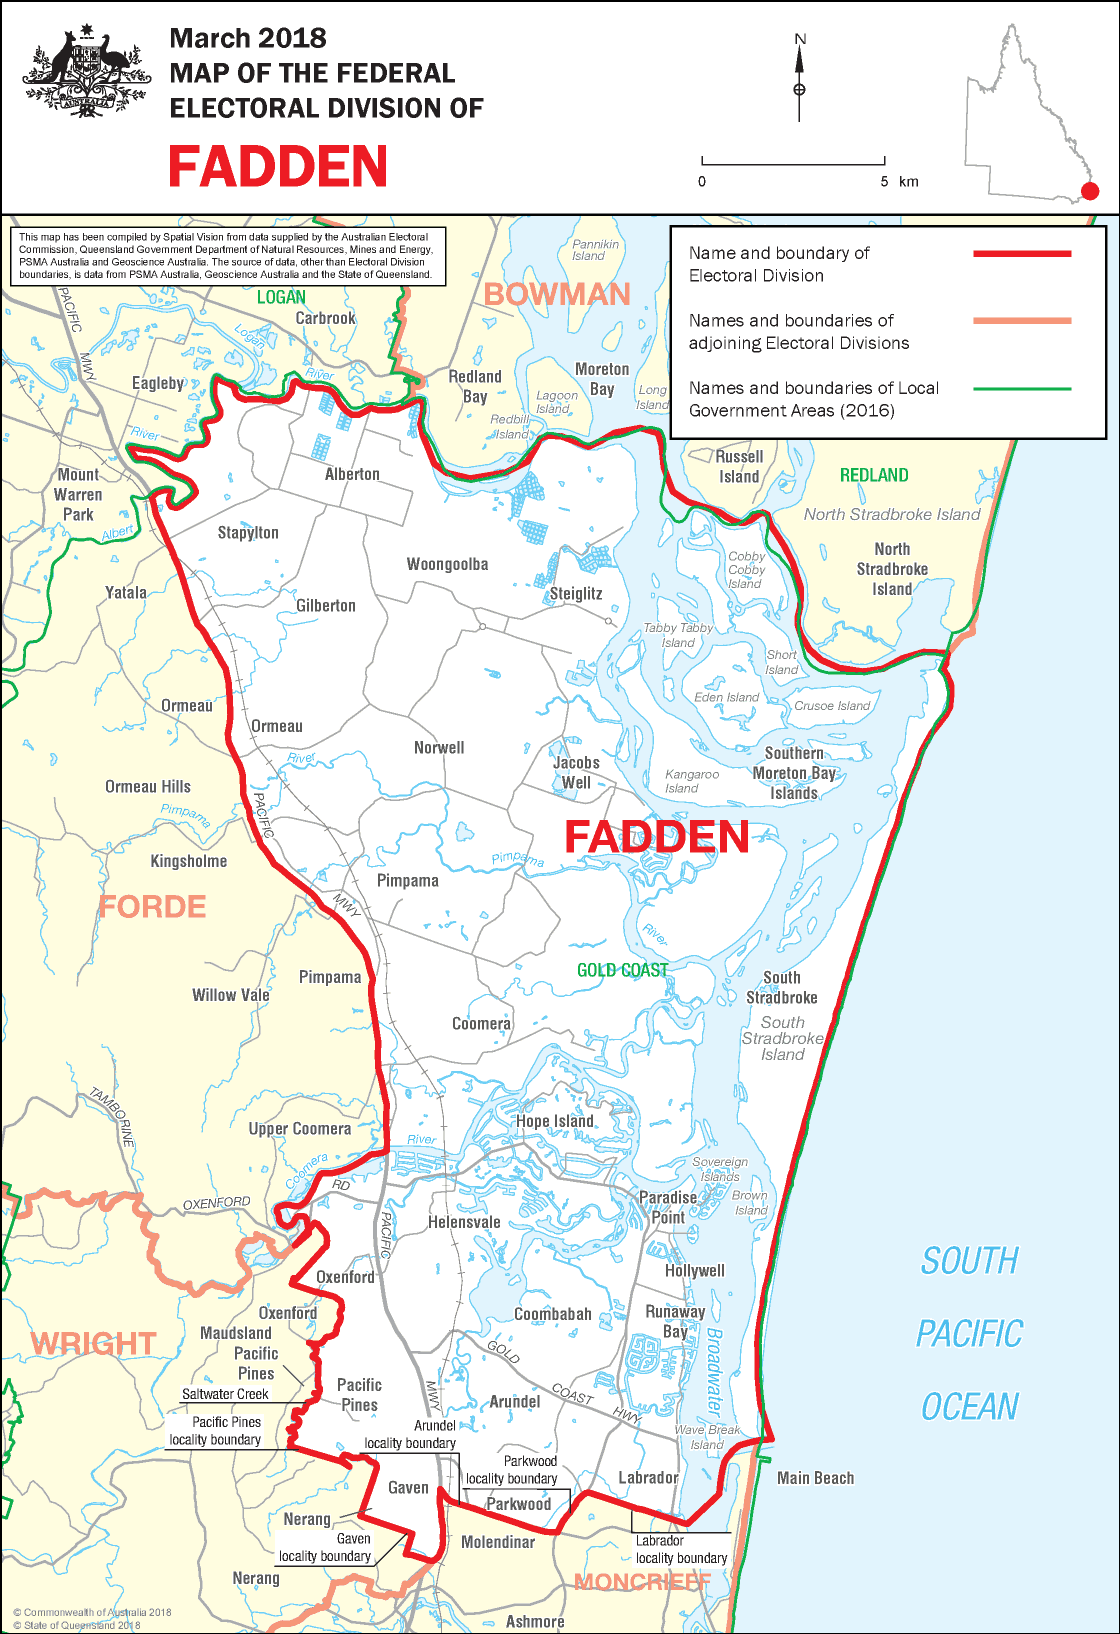 March 2018
MAP OF THE FEDERAL
ELECTORAL DIVISION OF
FADDEN
AUSTRALIA
N
0
5 km
This map has been compiled by Spatial Vision from data supplied by the Australian Electoral
Commission, Queensland Government Department of Natural Resources, Mines and Energy,
PSMA Australia and Geoscience Australia. The source of data, other than Electoral Division
boundaries, is data from PSMA Australia, Geoscience Australia and the State of Queensland.
Name and boundary of
Electoral Division
Names and boundaries of
adjoining Electoral Divisions
Names and boundaries of Local
Government Areas (2016)
Pannikin
Island
BOWMAN
LOGAN
Carbrook
PACIFIC
MWY
Logan
River
Eagleby
Redland
Bay
Moreton
Bay
Long
Island
Lagoon
Island
Redbill
Island
River
Mount
Warren
Park
Alberton
Russell
Island
REDLAND
North Stradbroke Island
Albert
Stapylton
Woongoolba
Cobby
Cobby
Island
North
Stradbroke
Island
Yatala
Gilberton
Steiglitz
Tabby Tabby
Island
Short
Island
Eden Island
Crusoe Island
Ormeau
Ormeau
River
Norwell
Jacobs
Well
Southern
Moreton Bay
Islands
Kangaroo
Island
Ormeau Hills
Pimpama
PACIFIC
FADDEN
Kingsholme
Pimpama
Pimpama
MWY
FORDE
River
GOLD COAST
Pimpama
Willow Vale
South
Stradbroke
South
Stradbroke
Island
Coomera
TAMBORINE
Upper Coomera
Hope Island
River
Coomera
Sovereign
Islands
Brown
Island
OXENFORD
RD
Paradise
Point
PACIFIC
Helensvale
Hollywell
SOUTH
PACIFIC
OCEAN
Oxenford
Oxenford
Coombabah
Runaway
Bay
Broadwater
WRIGHT
Maudsland
Pacific
Pines
Saltwater Creek
GOLD
COAST
HWY
MWY
Pacific
Pines
Arundel
Pacific Pines
locality boundary
Arundel
locality boundary
Wave Break
Island
Parkwood
locality boundary
Labrador
Main Beach
Gaven
Parkwood
Nerang
Gaven
locality boundary
Molendinar
Labrador
locality boundary
Nerang
MONCRIEFF
Ashmore
© Commonwealth of Australia 2018
© State of Queensland 2018